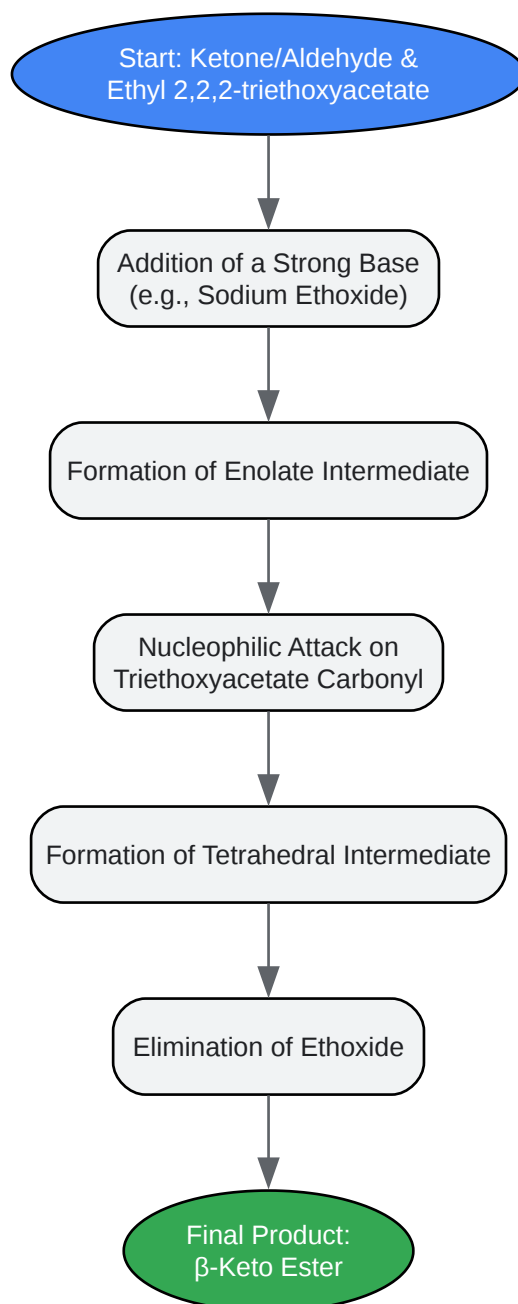 Start: Ketone/Aldehyde &
Ethyl 2,2,2-triethoxyacetate
Addition of a Strong Base
(e.g., Sodium Ethoxide)
Formation of Enolate Intermediate
Nucleophilic Attack on
Triethoxyacetate Carbonyl
Formation of Tetrahedral Intermediate
Elimination of Ethoxide
Final Product:
β-Keto Ester